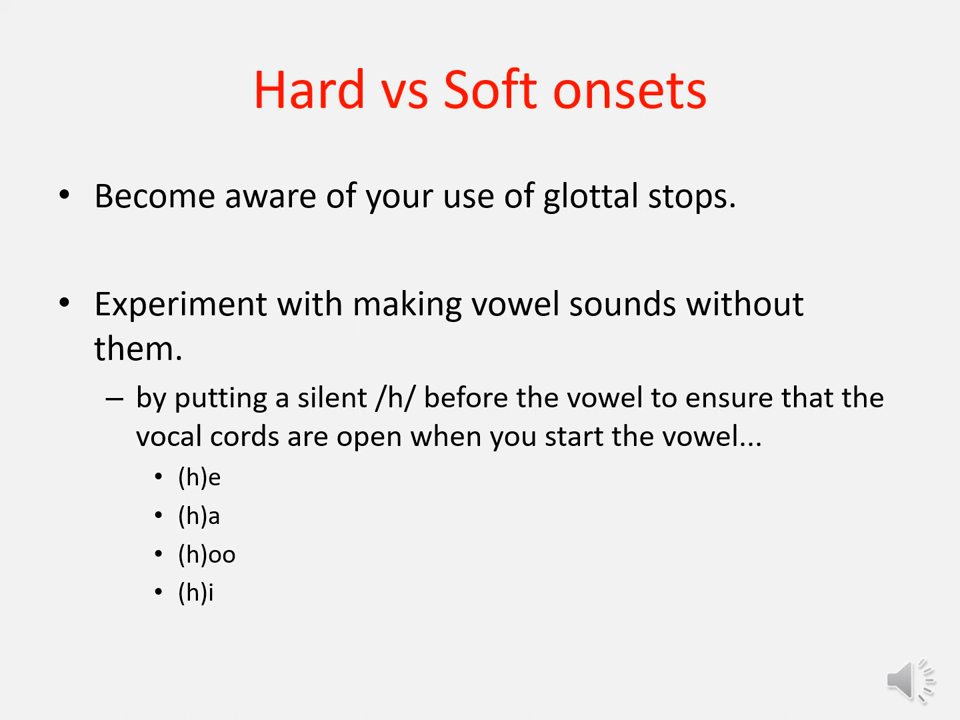 Hard vs Soft onsets
• Become aware of your use of glottal stops.
• Experiment with making vowel sounds without
them.
– by putting a silent /h/ before the vowel to ensure that the
vocal cords are open when you start the vowel...
• (h)e
• (h)a
• (h)oo
• (h)i